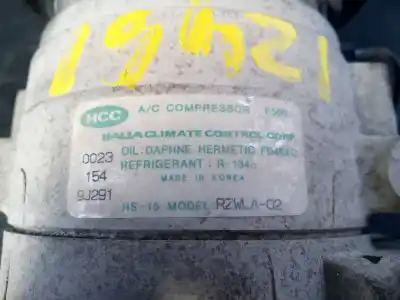 HCC A/C COMPRESSOR
HALLA CLIMATE CONTROL CORP.
0023 OIL: DAPHNE HERMETIC
REFRIGERANT : R-134a
154 MADE IN KOREA
9J291
HS-15 MODEL RZWLA-02